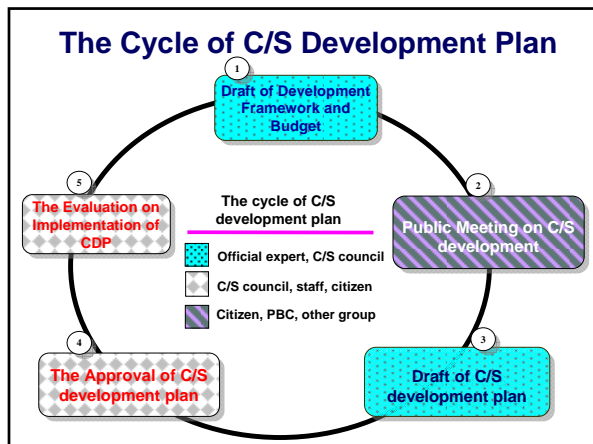 The Cycle of C/S Development Plan
1
Draft of Development
Framework and
Budget
5
The Evaluation on
Implementation of
CDP
The cycle of C/S
development plan
Official expert, C/S council
C/S council, staff, citizen
Citizen, PBC, other group
2
Public Meeting on C/S
development
4
The Approval of C/S
development plan
3
Draft of C/S
development plan